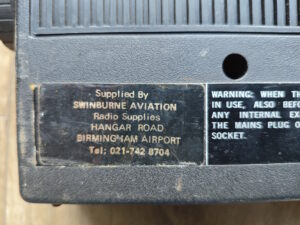 Supplied By
SWINBURNE AVIATION
Radio Supplies
HANGAR ROAD
BIRMINGHAM AIRPORT
Tel: 021-742 8704
WARNING: WHEN TH
IN USE, ALSO BEFO
ANY INTERNAL EX
THE MAINS PLUG O
SOCKET.